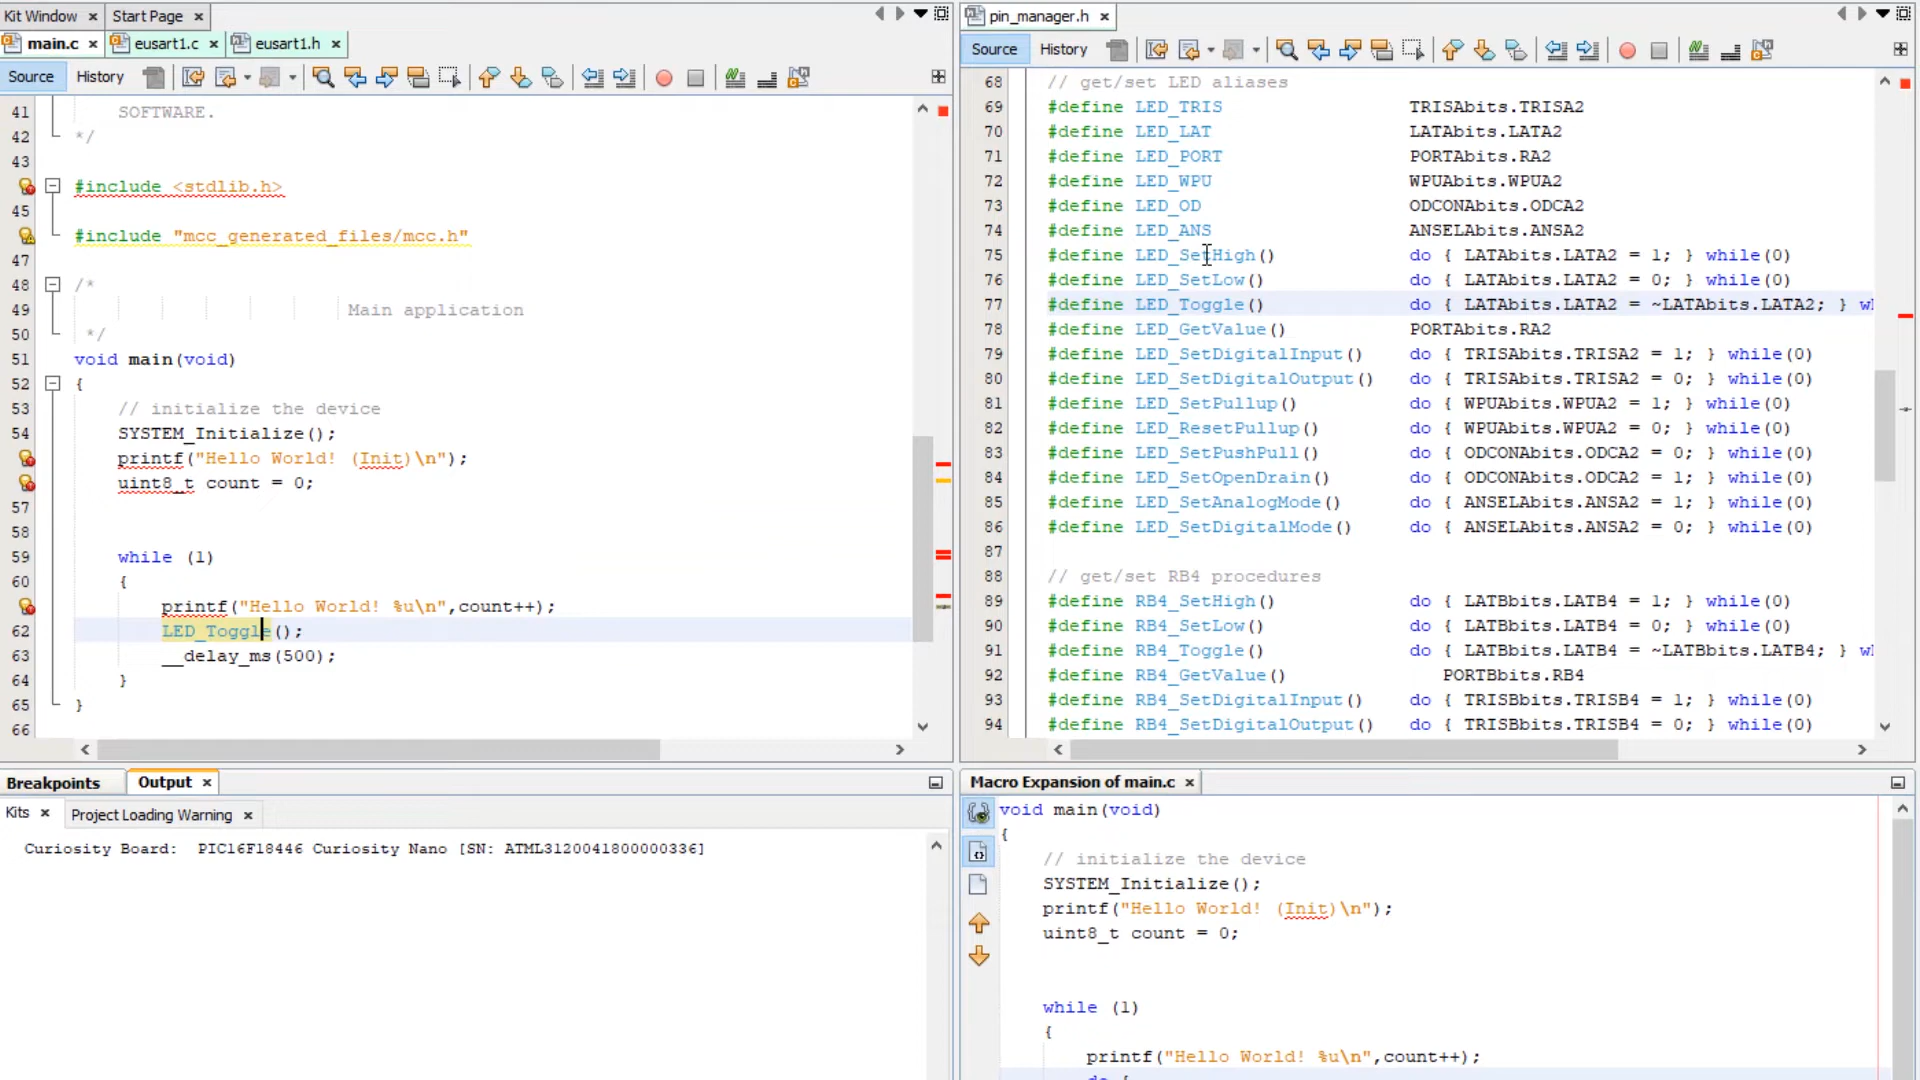 Kit Window × Start Page ×
main.c × eusart1.c × eusart1.h ×
Source History
41 SOFTWARE.
42 */
43
#include <stdlib.h>
45
#include "mcc_generated_files/mcc.h"
47
48 /*
49 Main application
50 */
51 void main(void)
52 {
53 // initialize the device
54 SYSTEM_Initialize();
printf("Hello World! (Init)\n");
uint8_t count = 0;
57
58
59 while (1)
60 {
printf("Hello World! %u\n",count++);
62 LED_Toggle();
63 __delay_ms(500);
64 }
65 }
66
Breakpoints Output ×
Kits × Project Loading Warning ×
Curiosity Board: PIC16F18446 Curiosity Nano [SN: ATML3120041800000336]
pin_manager.h ×
Source History
68 // get/set LED aliases
69 #define LED_TRIS TRISAbits.TRISA2
70 #define LED_LAT LATAbits.LATA2
71 #define LED_PORT PORTAbits.RA2
72 #define LED_WPU WPUAbits.WPUA2
73 #define LED_OD ODCONAbits.ODCA2
74 #define LED_ANS ANSELAbits.ANSA2
75 #define LED_SetHigh() do { LATAbits.LATA2 = 1; } while(0)
76 #define LED_SetLow() do { LATAbits.LATA2 = 0; } while(0)
77 #define LED_Toggle() do { LATAbits.LATA2 = ~LATAbits.LATA2; } wh
78 #define LED_GetValue() PORTAbits.RA2
79 #define LED_SetDigitalInput() do { TRISAbits.TRISA2 = 1; } while(0)
80 #define LED_SetDigitalOutput() do { TRISAbits.TRISA2 = 0; } while(0)
81 #define LED_SetPullup() do { WPUAbits.WPUA2 = 1; } while(0)
82 #define LED_ResetPullup() do { WPUAbits.WPUA2 = 0; } while(0)
83 #define LED_SetPushPull() do { ODCONAbits.ODCA2 = 0; } while(0)
84 #define LED_SetOpenDrain() do { ODCONAbits.ODCA2 = 1; } while(0)
85 #define LED_SetAnalogMode() do { ANSELAbits.ANSA2 = 1; } while(0)
86 #define LED_SetDigitalMode() do { ANSELAbits.ANSA2 = 0; } while(0)
87
88 // get/set RB4 procedures
89 #define RB4_SetHigh() do { LATBbits.LATB4 = 1; } while(0)
90 #define RB4_SetLow() do { LATBbits.LATB4 = 0; } while(0)
91 #define RB4_Toggle() do { LATBbits.LATB4 = ~LATBbits.LATB4; } wh
92 #define RB4_GetValue() PORTBbits.RB4
93 #define RB4_SetDigitalInput() do { TRISBbits.TRISB4 = 1; } while(0)
94 #define RB4_SetDigitalOutput() do { TRISBbits.TRISB4 = 0; } while(0)
Macro Expansion of main.c ×
void main(void)
{
// initialize the device
SYSTEM_Initialize();
printf("Hello World! (Init)\n");
uint8_t count = 0;
while (1)
{
printf("Hello World! %u\n",count++);
do {